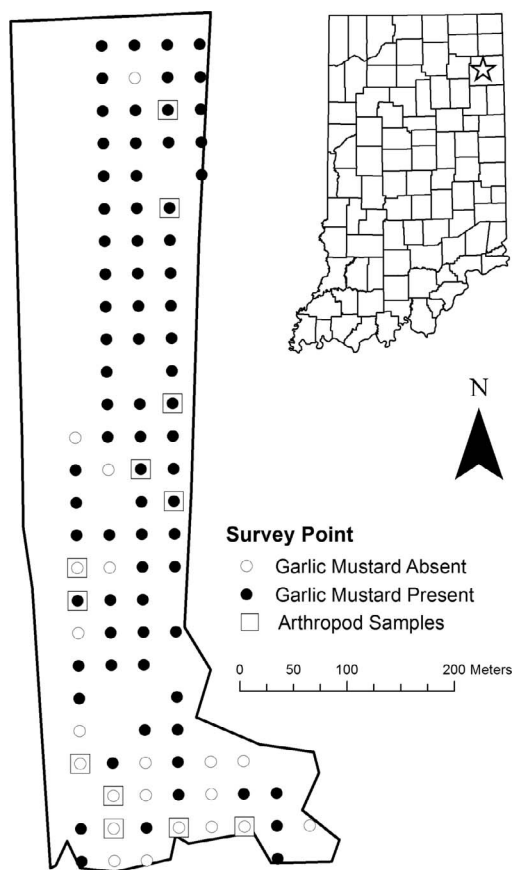 N
Survey Point
Garlic Mustard Absent
Garlic Mustard Present
Arthropod Samples
0 50 100 200 Meters